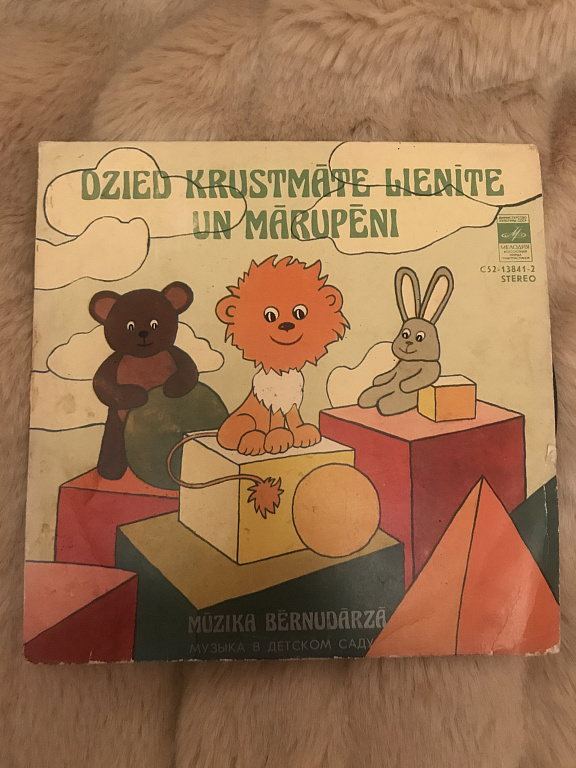 DZIED KRUSTMĀTE LIENĪTE
UN MĀRUPĒNI
МЕЛОДИЯ
C52-13841-2
STEREO
MŪZIKA BĒRNUDĀRZĀ
МУЗЫКА В ДЕТСКОМ САДУ